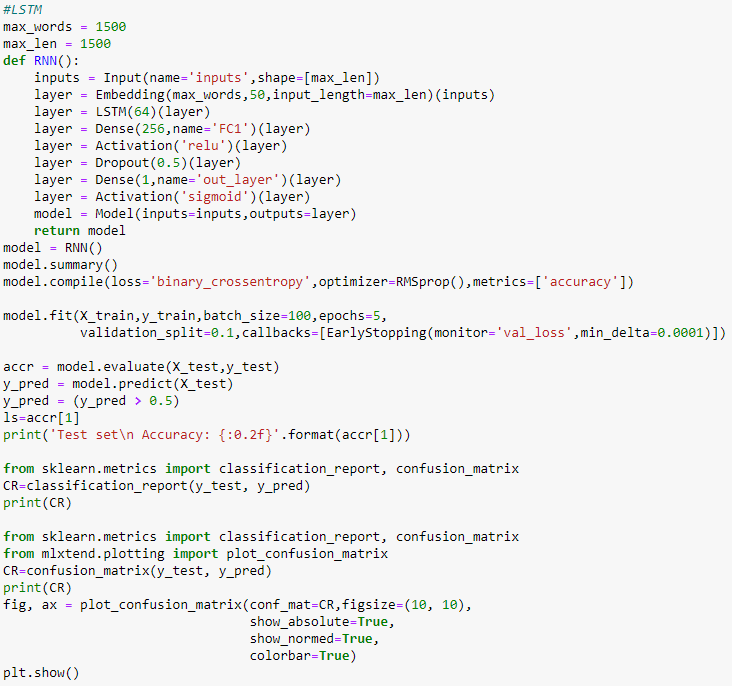 #LSTM
max_words = 1500
max_len = 1500
def RNN():
    inputs = Input(name='inputs',shape=[max_len])
    layer = Embedding(max_words,50,input_length=max_len)(inputs)
    layer = LSTM(64)(layer)
    layer = Dense(256,name='FC1')(layer)
    layer = Activation('relu')(layer)
    layer = Dropout(0.5)(layer)
    layer = Dense(1,name='out_layer')(layer)
    layer = Activation('sigmoid')(layer)
    model = Model(inputs=inputs,outputs=layer)
    return model
model = RNN()
model.summary()
model.compile(loss='binary_crossentropy',optimizer=RMSprop(),metrics=['accuracy'])

model.fit(X_train,y_train,batch_size=100,epochs=5,
          validation_split=0.1,callbacks=[EarlyStopping(monitor='val_loss',min_delta=0.0001)])

accr = model.evaluate(X_test,y_test)
y_pred = model.predict(X_test)
y_pred = (y_pred > 0.5)
ls=accr[1]
print('Test set\n Accuracy: {:0.2f}'.format(accr[1]))

from sklearn.metrics import classification_report, confusion_matrix
CR=classification_report(y_test, y_pred)
print(CR)

from sklearn.metrics import classification_report, confusion_matrix
from mlxtend.plotting import plot_confusion_matrix
CR=confusion_matrix(y_test, y_pred)
print(CR)
fig, ax = plot_confusion_matrix(conf_mat=CR,figsize=(10, 10),
                                show_absolute=True,
                                show_normed=True,
                                colorbar=True)
plt.show()